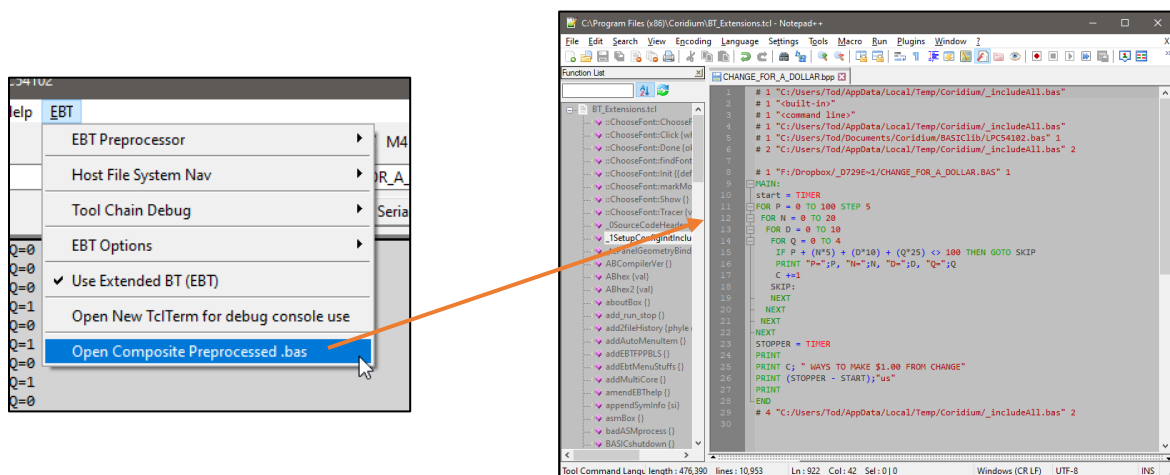 54102
Help EBT
EBT Preprocessor
M4
Host File System Nav
OR_A_
Tool Chain Debug
Seria
EBT Options
Use Extended BT (EBT)
Open New TclTerm for debug console use
Open Composite Preprocessed .bas
Q=0
Q=0
Q=0
Q=1
Q=0
Q=1
Q=0
Q=1
Q=0
C:\Program Files (x86)\Coridium\BT_Extensions.tcl - Notepad++
File Edit Search View Encoding Language Settings Tools Macro Run Plugins Window ? X
Function List
CHANGE_FOR_A_DOLLAR.bpp
BT_Extensions.tcl
::ChooseFont::ChooseF
::ChooseFont::Click {wi
::ChooseFont::Done {ol
::ChooseFont::findFont
::ChooseFont::Init {{def
::ChooseFont::markMo
::ChooseFont::Show {}
::ChooseFont::Tracer {v
_0SourceCodeHeader
_1SetupConfigInitInclu
PanelGeometryBind
ABCompilerVer {}
ABhex {val}
ABhex2 {val}
aboutBox {}
add_run_stop {}
add2fileHistory {phyle
addAutoMenuItem {}
addEBTFPPBLS {}
addEbtMenuStuffs {}
addMultiCore {}
amendEBThelp {}
appendSymInfo {si}
asmBox {}
badASMprocess {}
BASICshutdown {}
1 # 1 "C:/Users/Tod/AppData/Local/Temp/Coridium/_includeAll.bas"
2 # 1 "<built-in>"
3 # 1 "<command line>"
4 # 1 "C:/Users/Tod/AppData/Local/Temp/Coridium/_includeAll.bas"
5 # 1 "C:/Users/Tod/Documents/Coridium/BASIClib/LPC54102.bas" 1
6 # 2 "C:/Users/Tod/AppData/Local/Temp/Coridium/_includeAll.bas" 2
7
8 # 1 "F:/Dropbox/_D729E~1/CHANGE_FOR_A_DOLLAR.BAS" 1
9 MAIN:
10 start = TIMER
11 FOR P = 0 TO 100 STEP 5
12 FOR N = 0 TO 20
13 FOR D = 0 TO 10
14 FOR Q = 0 TO 4
15 IF P + (N*5) + (D*10) + (Q*25) <> 100 THEN GOTO SKIP
16 PRINT "P=";P, "N=";N, "D=";D, "Q=";Q
17 C +=1
18 SKIP:
19 NEXT
20 NEXT
21 NEXT
22 NEXT
23 STOPPER = TIMER
24 PRINT
25 PRINT C; " WAYS TO MAKE $1.00 FROM CHANGE"
26 PRINT (STOPPER - START);"us"
27 PRINT
28 END
29 # 4 "C:/Users/Tod/AppData/Local/Temp/Coridium/_includeAll.bas" 2
30
Tool Command Langu length : 476,390 lines : 10,953 Ln : 922 Col : 42 Sel : 0 | 0 Windows (CR LF) UTF-8 INS